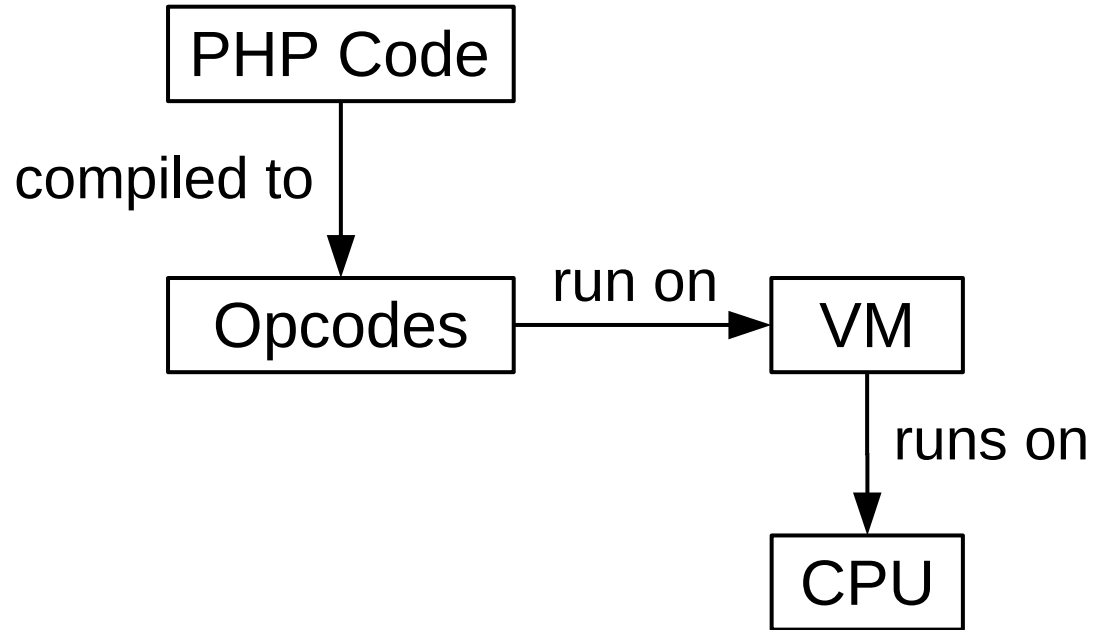 PHP Code
compiled to
run on
Opcodes
VM
runs on
CPU